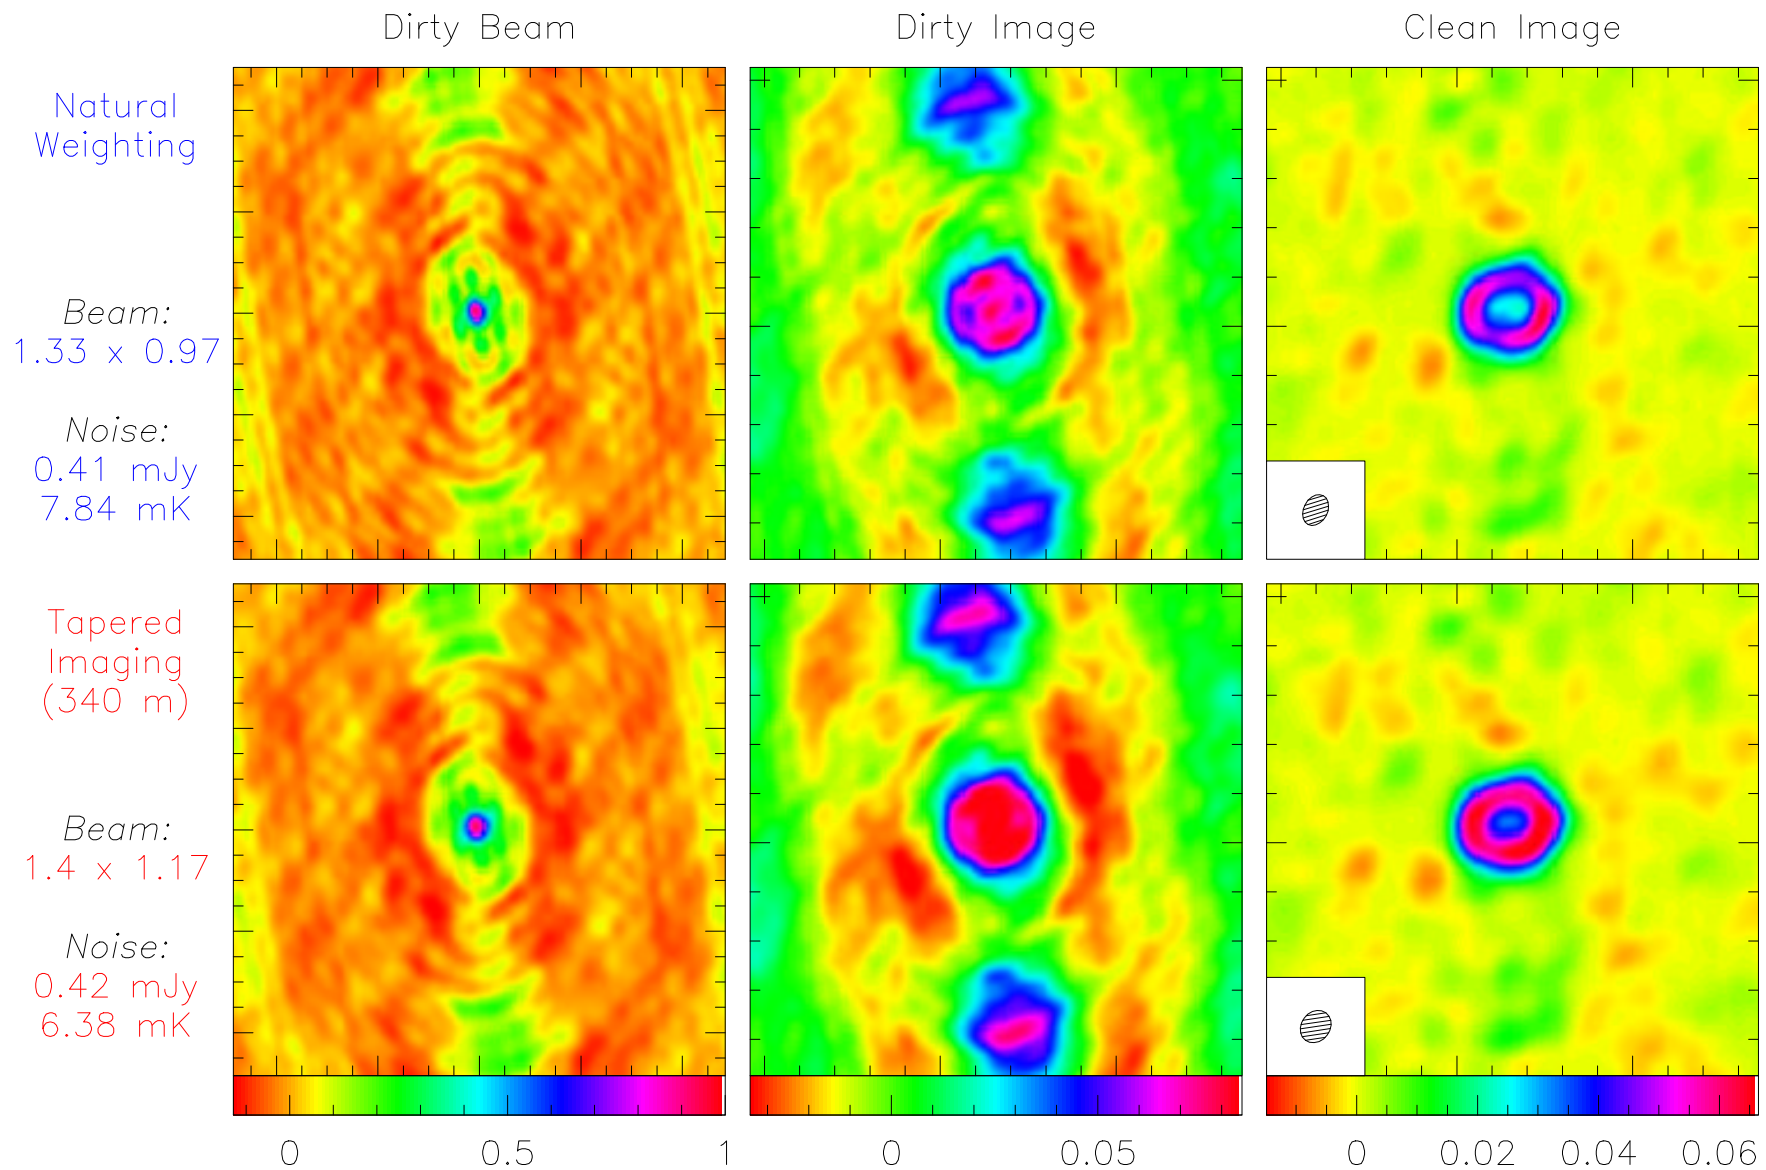 Dirty Beam
Dirty Image
Clean Image
Natural
Weighting
Beam:
1.33 x 0.97
Noise:
0.41 mJy
7.84 mK
Tapered
Imaging
(340 m)
Beam:
1.4 x 1.17
Noise:
0.42 mJy
6.38 mK
0 0.5 1
0 0.05
0 0.02 0.04 0.06